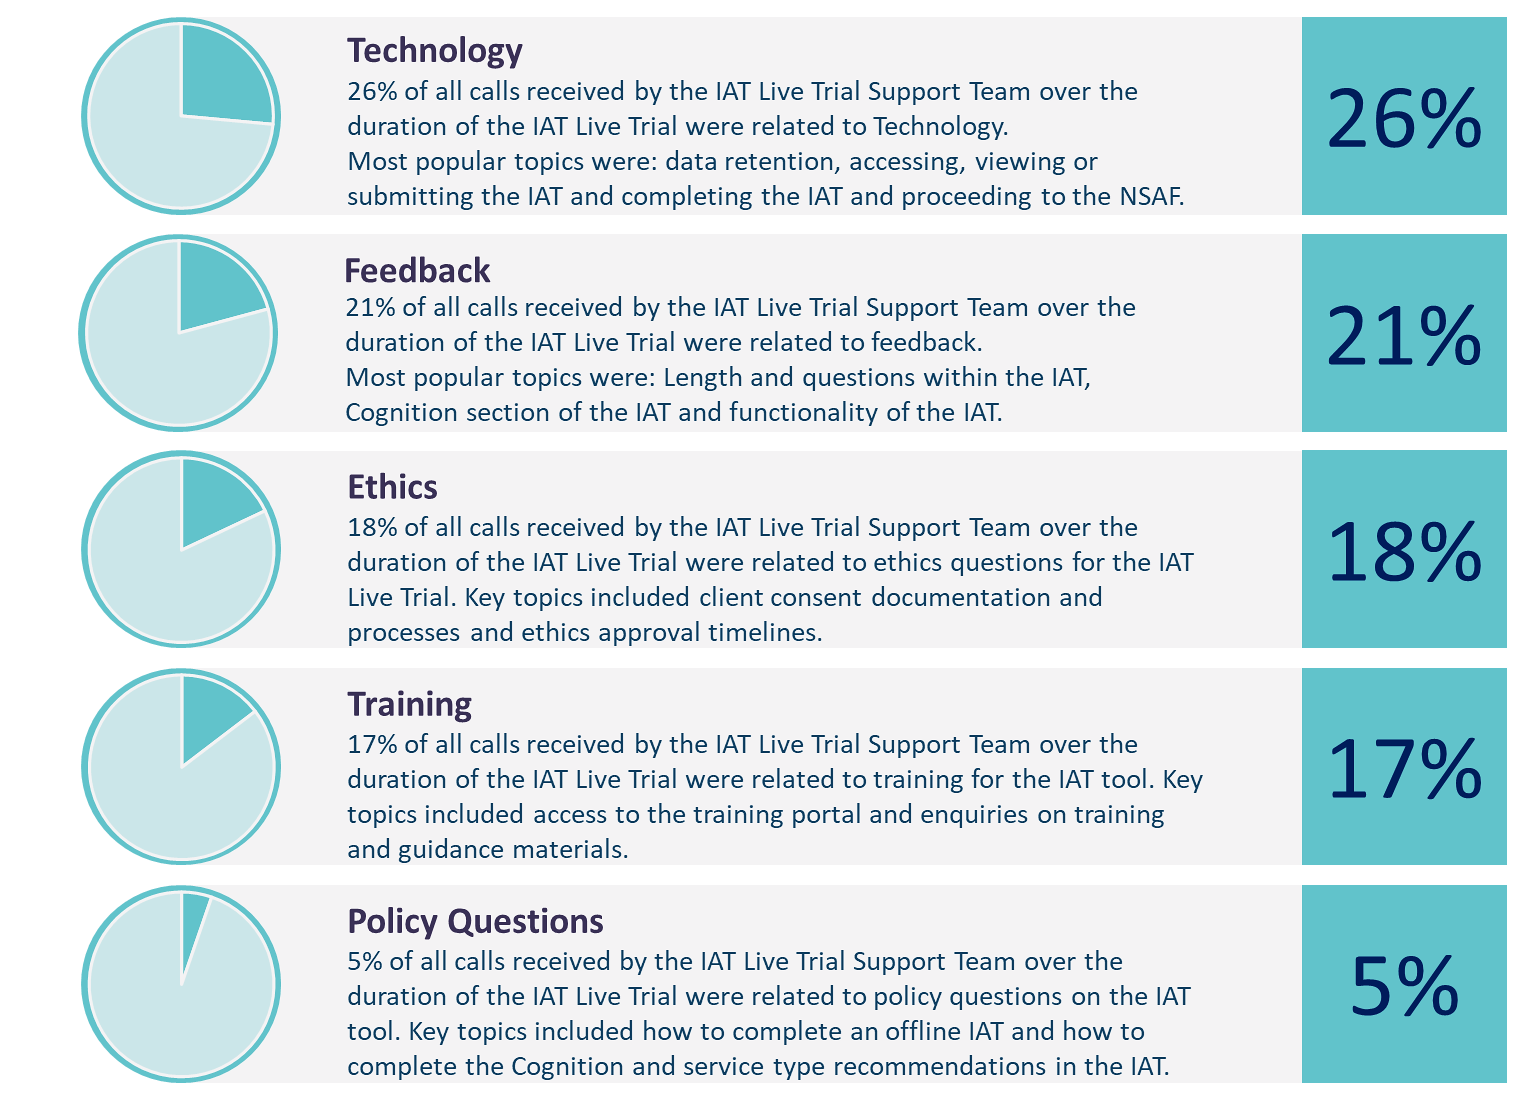 Technology
26% of all calls received by the IAT Live Trial Support Team over the
duration of the IAT Live Trial were related to Technology.
Most popular topics were: data retention, accessing, viewing or
submitting the IAT and completing the IAT and proceeding to the NSAF.
26%
Feedback
21% of all calls received by the IAT Live Trial Support Team over the
duration of the IAT Live Trial were related to feedback.
Most popular topics were: Length and questions within the IAT,
Cognition section of the IAT and functionality of the IAT.
21%
Ethics
18% of all calls received by the IAT Live Trial Support Team over the
duration of the IAT Live Trial were related to ethics questions for the IAT
Live Trial. Key topics included client consent documentation and
processes and ethics approval timelines.
18%
Training
17% of all calls received by the IAT Live Trial Support Team over the
duration of the IAT Live Trial were related to training for the IAT tool. Key
topics included access to the training portal and enquiries on training
and guidance materials.
17%
Policy Questions
5% of all calls received by the IAT Live Trial Support Team over the
duration of the IAT Live Trial were related to policy questions on the IAT
tool. Key topics included how to complete an offline IAT and how to
complete the Cognition and service type recommendations in the IAT.
5%